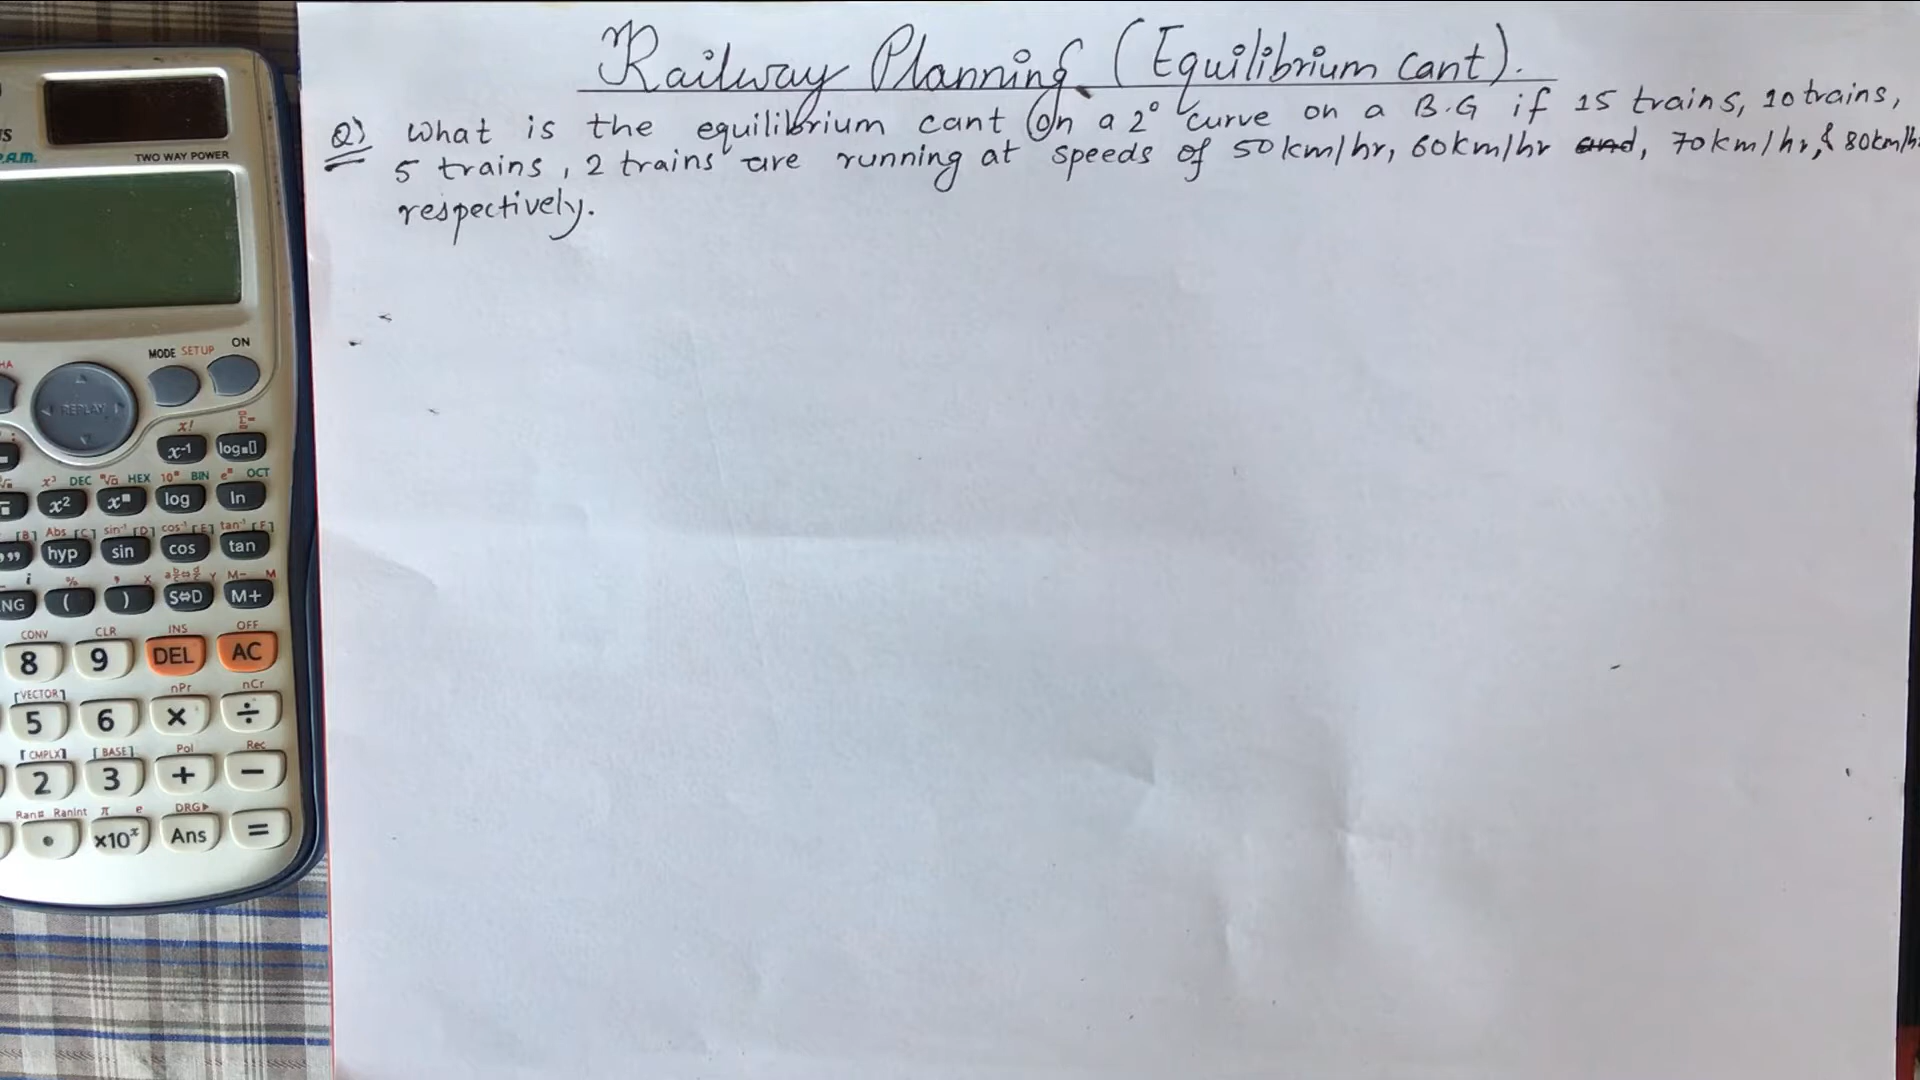 Railway Planning (Equilibrium cant).
Q) What is the equilibrium cant on a 2° curve on a B.G if 15 trains, 10 trains,
5 trains, 2 trains are running at speeds of 50 km/hr, 60km/hr and, 70km/hr, & 80km/h
respectively.
TWO WAY POWER
MODE SETUP ON
REPLAY
x!
x-1 log
x³ DEC HEX 10 BIN e OCT
x² x log ln
Abs [C] sin-1 [D] cos-1 [E] tan-1 [F]
hyp sin cos tan
i % , X Y M- M
NG ( ) S⇔D M+
CONV CLR INS OFF
8 9 DEL AC
[VECTOR] nPr nCr
5 6 × ÷
[CMPLX] [BASE] Pol Rec
2 3 + −
Ran# RanInt π e DRG▶
• ×10x Ans =